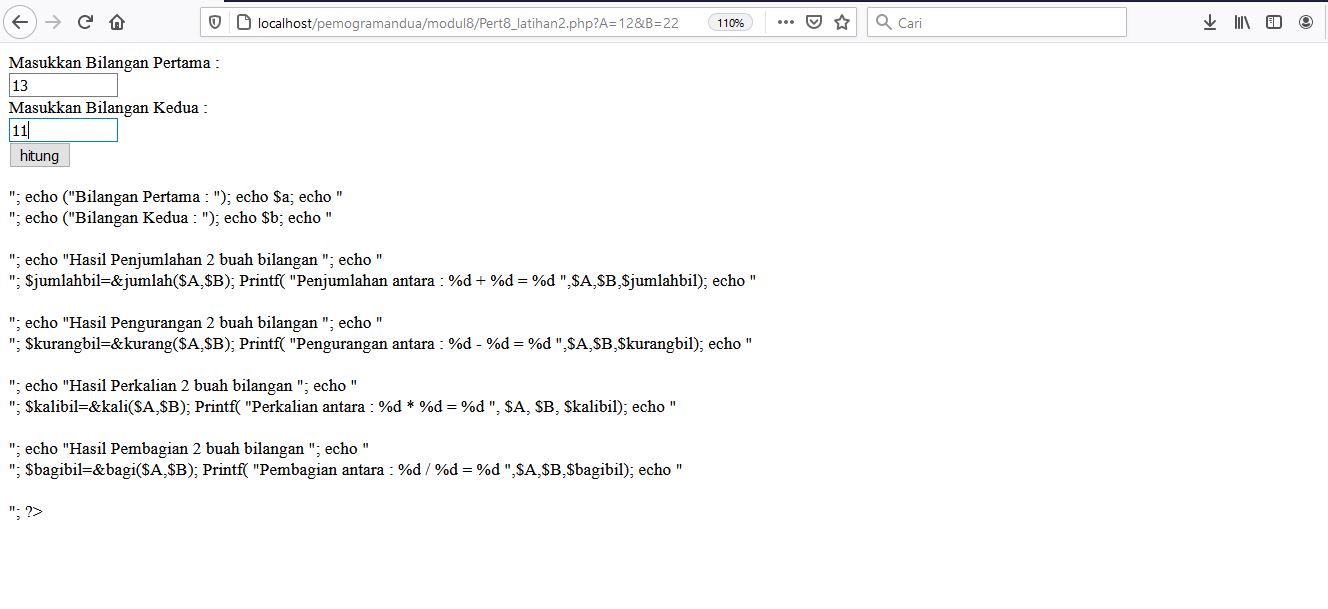 localhost/pemogramandua/modul8/Pert8_latihan2.php?A=12&B=22 110% Cari
Masukkan Bilangan Pertama :
13
Masukkan Bilangan Kedua :
11
hitung
"; echo ("Bilangan Pertama : "); echo $a; echo "
"; echo ("Bilangan Kedua : "); echo $b; echo "
"; echo "Hasil Penjumlahan 2 buah bilangan "; echo "
"; $jumlahbil=&jumlah($A,$B); Printf( "Penjumlahan antara : %d + %d = %d ",$A,$B,$jumlahbil); echo "
"; echo "Hasil Pengurangan 2 buah bilangan "; echo "
"; $kurangbil=&kurang($A,$B); Printf( "Pengurangan antara : %d - %d = %d ",$A,$B,$kurangbil); echo "
"; echo "Hasil Perkalian 2 buah bilangan "; echo "
"; $kalibil=&kali($A,$B); Printf( "Perkalian antara : %d * %d = %d ", $A, $B, $kalibil); echo "
"; echo "Hasil Pembagian 2 buah bilangan "; echo "
"; $bagibil=&bagi($A,$B); Printf( "Pembagian antara : %d / %d = %d ",$A,$B,$bagibil); echo "
"; ?>